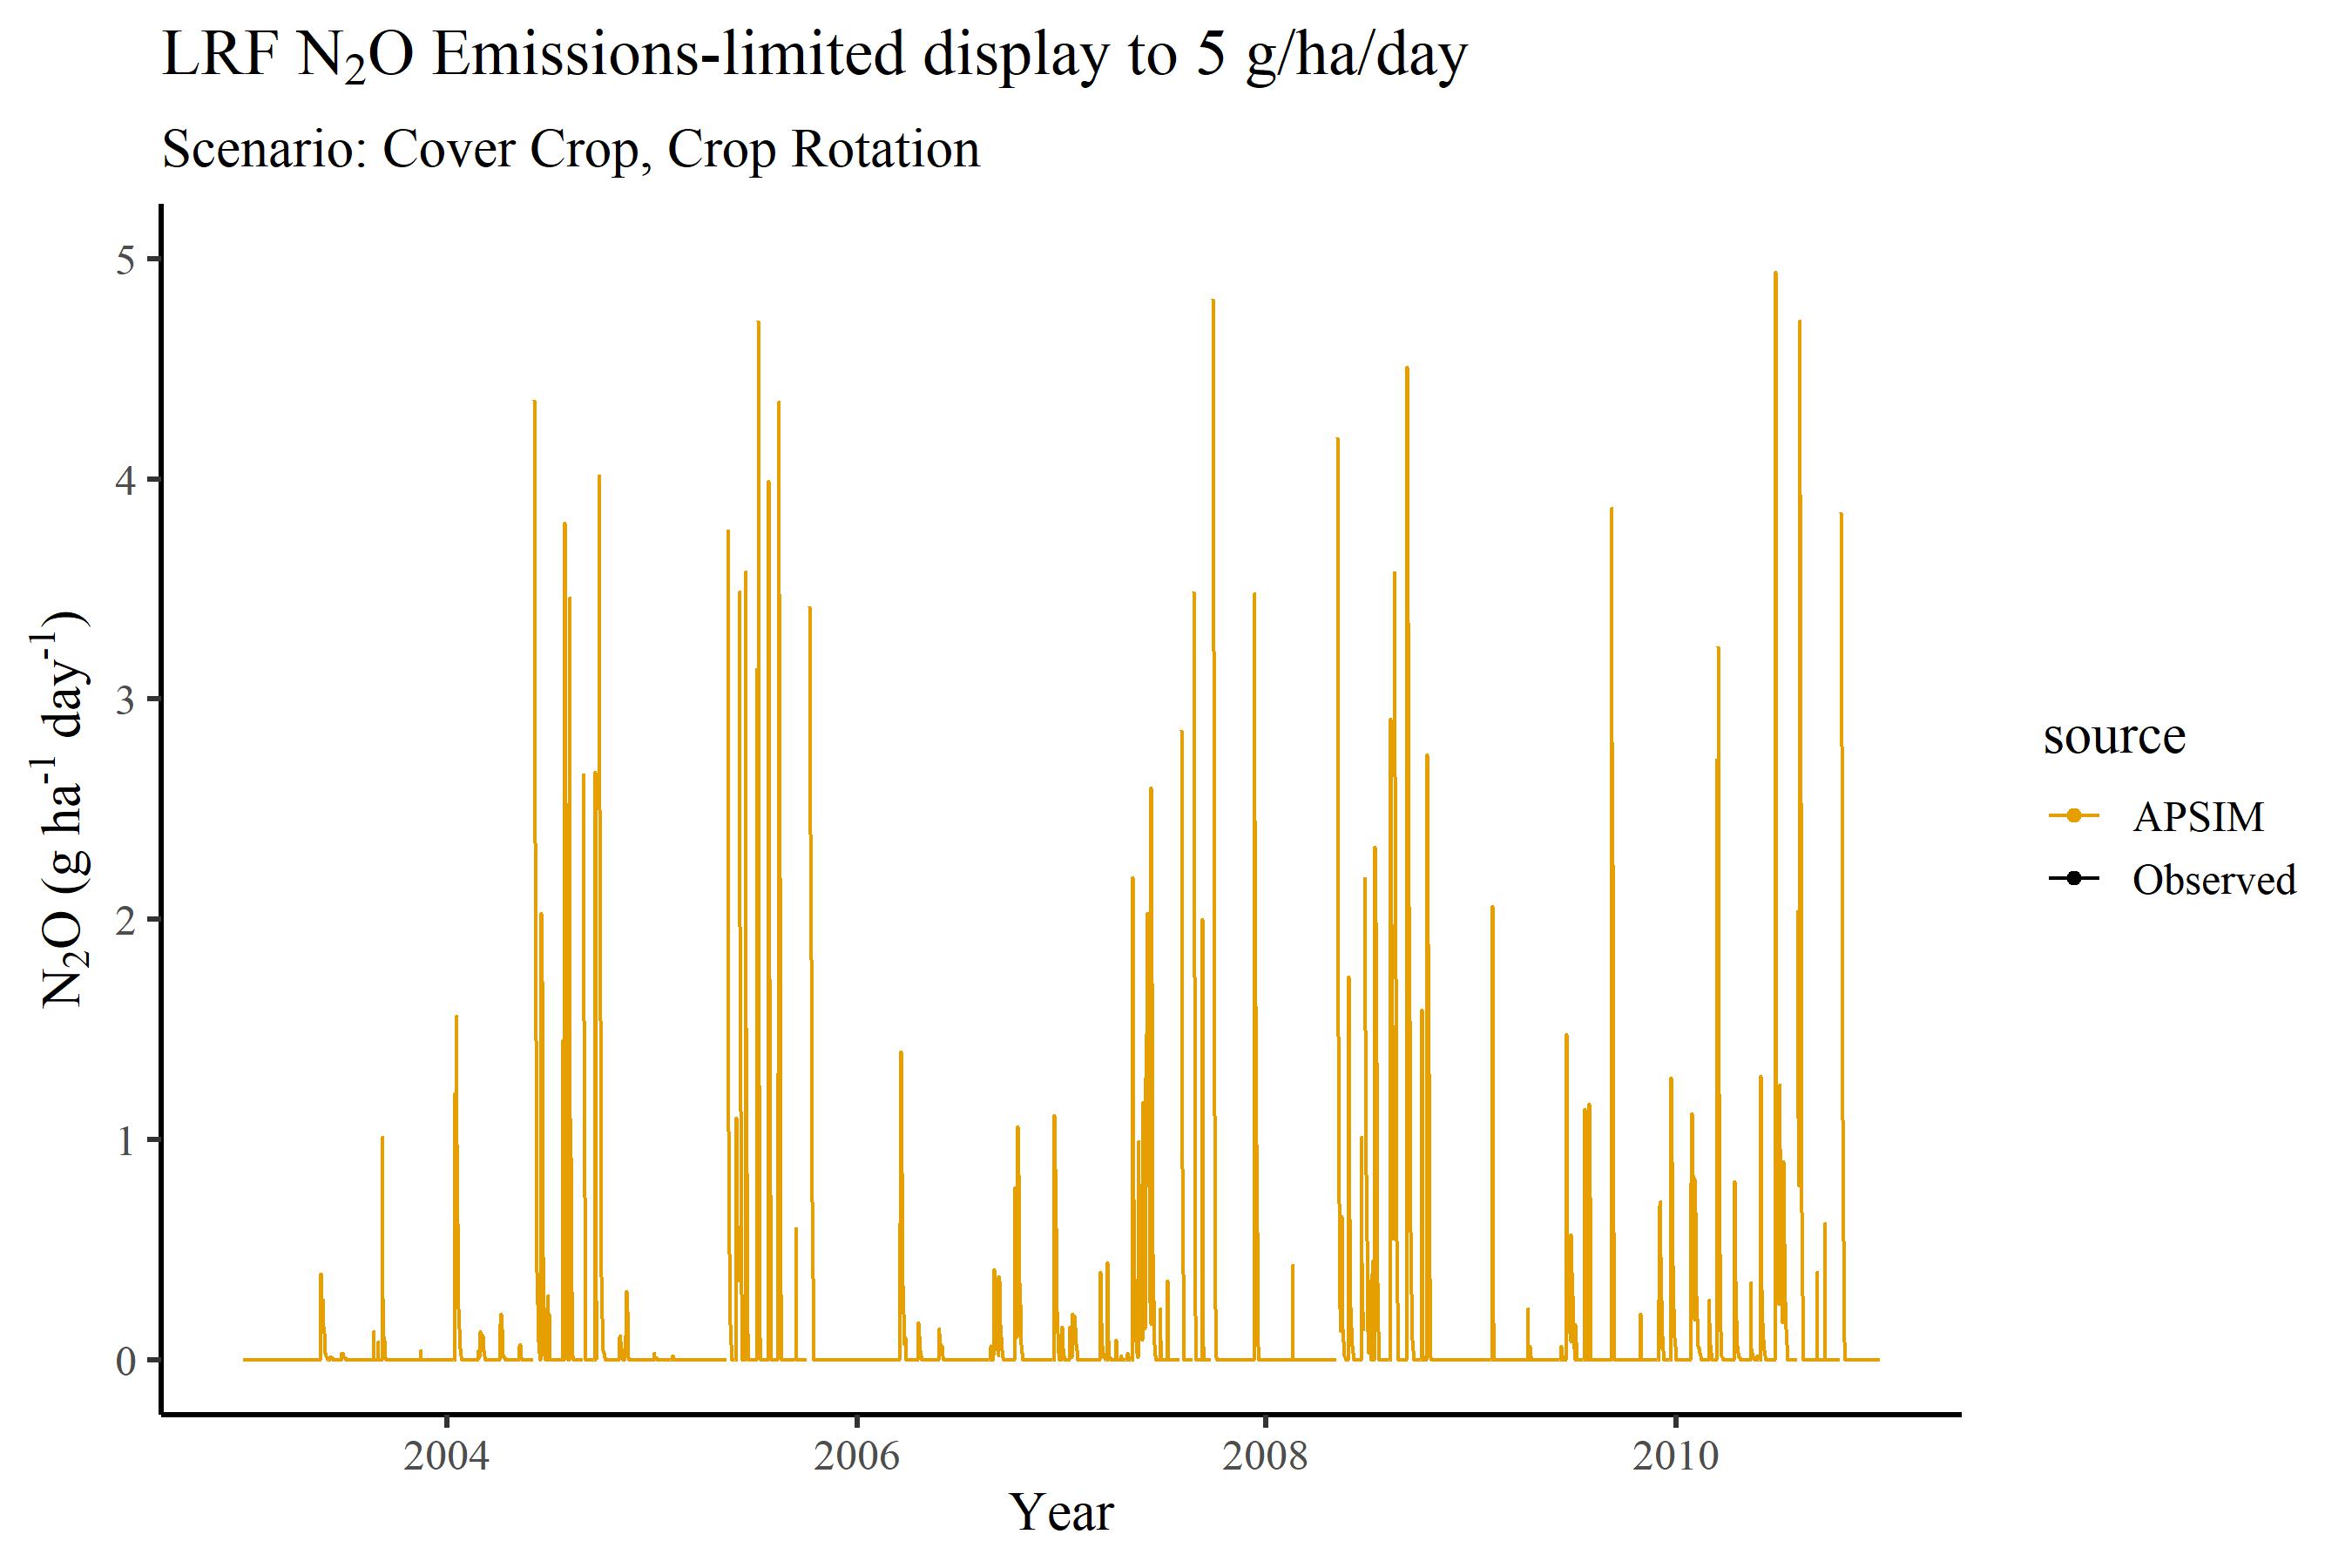 LRF N₂O Emissions-limited display to 5 g/ha/day
Scenario: Cover Crop, Crop Rotation
N₂O (g ha⁻¹ day⁻¹)
5
4
3
2
1
0
2004 2006 2008 2010
Year
source
APSIM
Observed